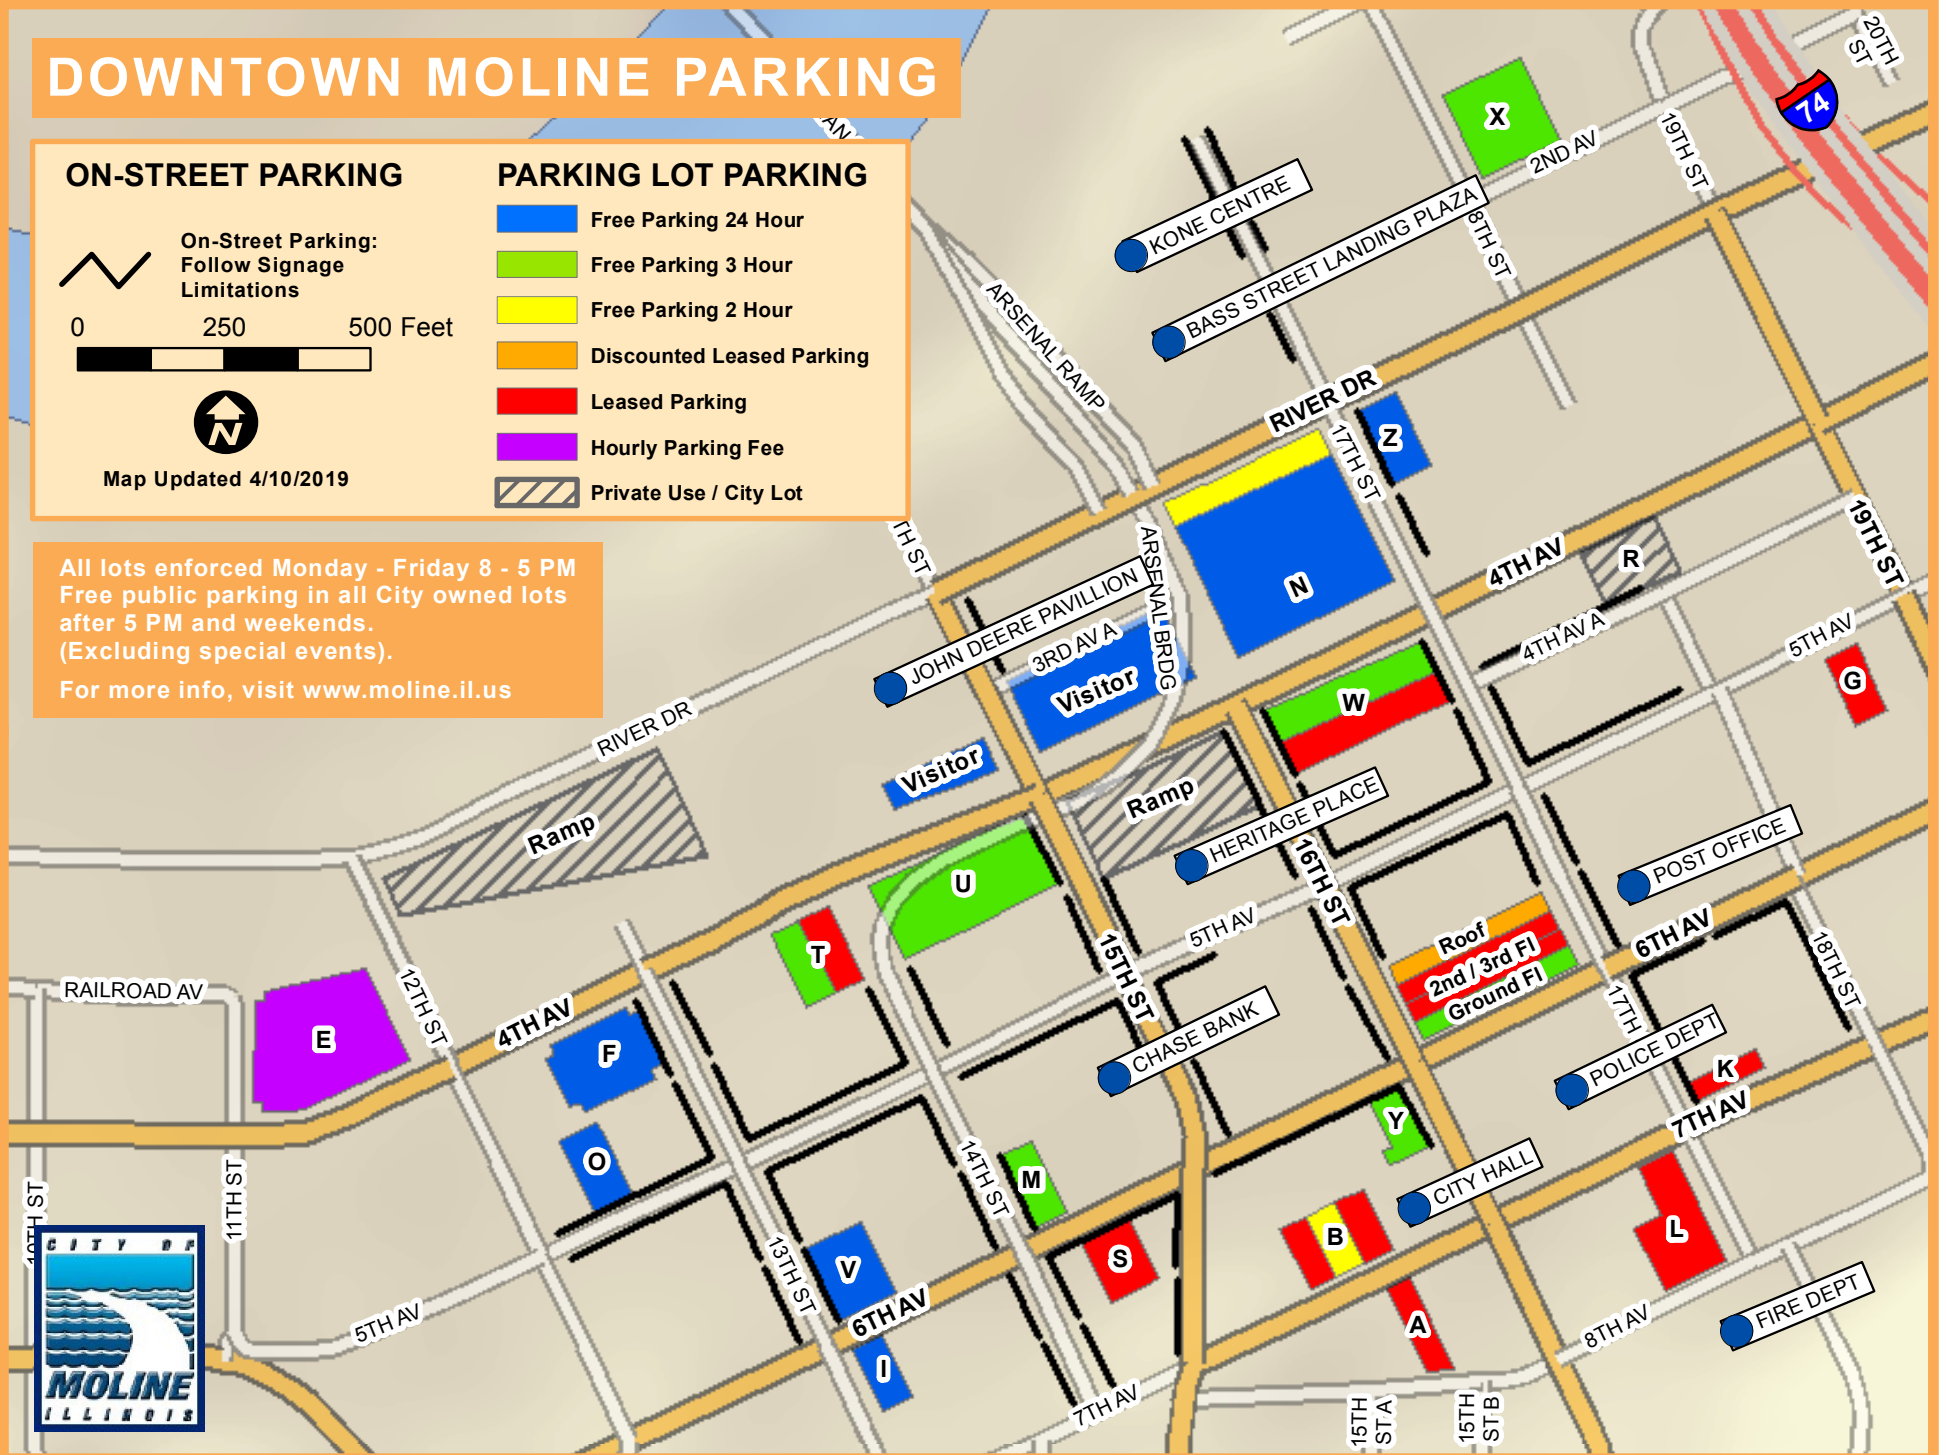 DOWNTOWN MOLINE PARKING
ON-STREET PARKING
On-Street Parking:
Follow Signage
Limitations
0 250 500 Feet
N
Map Updated 4/10/2019
PARKING LOT PARKING
Free Parking 24 Hour
Free Parking 3 Hour
Free Parking 2 Hour
Discounted Leased Parking
Leased Parking
Hourly Parking Fee
Private Use / City Lot
All lots enforced Monday - Friday 8 - 5 PM
Free public parking in all City owned lots
after 5 PM and weekends.
(Excluding special events).
For more info, visit www.moline.il.us
20TH
ST
74
X
2ND AV
19TH ST
KONE CENTRE
BASS STREET LANDING PLAZA
8TH ST
ARSENAL RAMP
RIVER DR
Z
17TH ST
N
4TH AV
R
19TH ST
TH ST
JOHN DEERE PAVILLION
ARSENAL BRDG
3RD AV A
Visitor
4TH AV A
5TH AV
G
W
RIVER DR
Visitor
Ramp
Ramp
HERITAGE PLACE
POST OFFICE
16TH ST
U
T
5TH AV
15TH ST
Roof
2nd / 3rd Fl
Ground Fl
6TH AV
18TH ST
RAILROAD AV
E
12TH ST
4TH AV
F
O
CHASE BANK
17TH
POLICE DEPT
K
7TH AV
Y
CITY HALL
M
14TH ST
11TH ST
V
13TH ST
6TH AV
I
S
B
A
L
5TH AV
7TH AV
8TH AV
FIRE DEPT
15TH
ST A
15TH
ST B
CITY OF
MOLINE
ILLINOIS